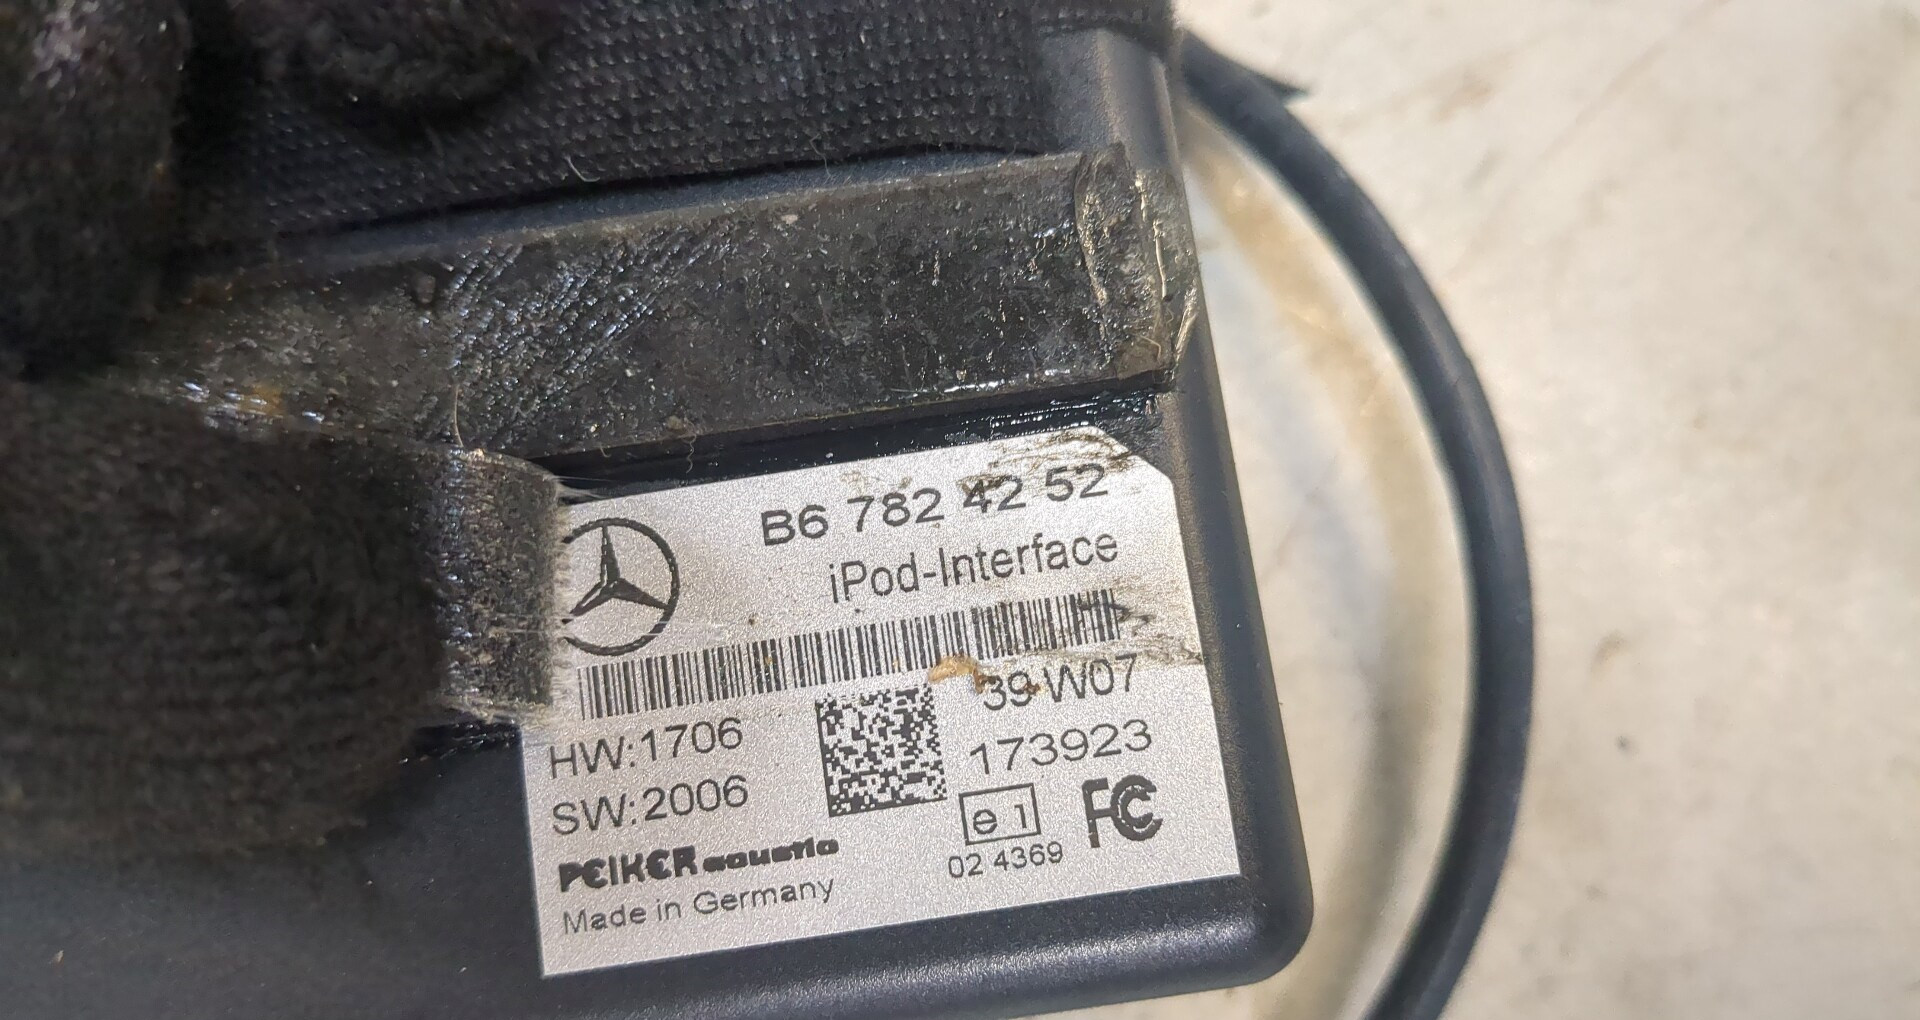 B6 782 42 52
iPod-Interface
39 W07
HW:1706
173923
SW:2006
e 1
FC
PEIKER acustic
02 4369
Made in Germany